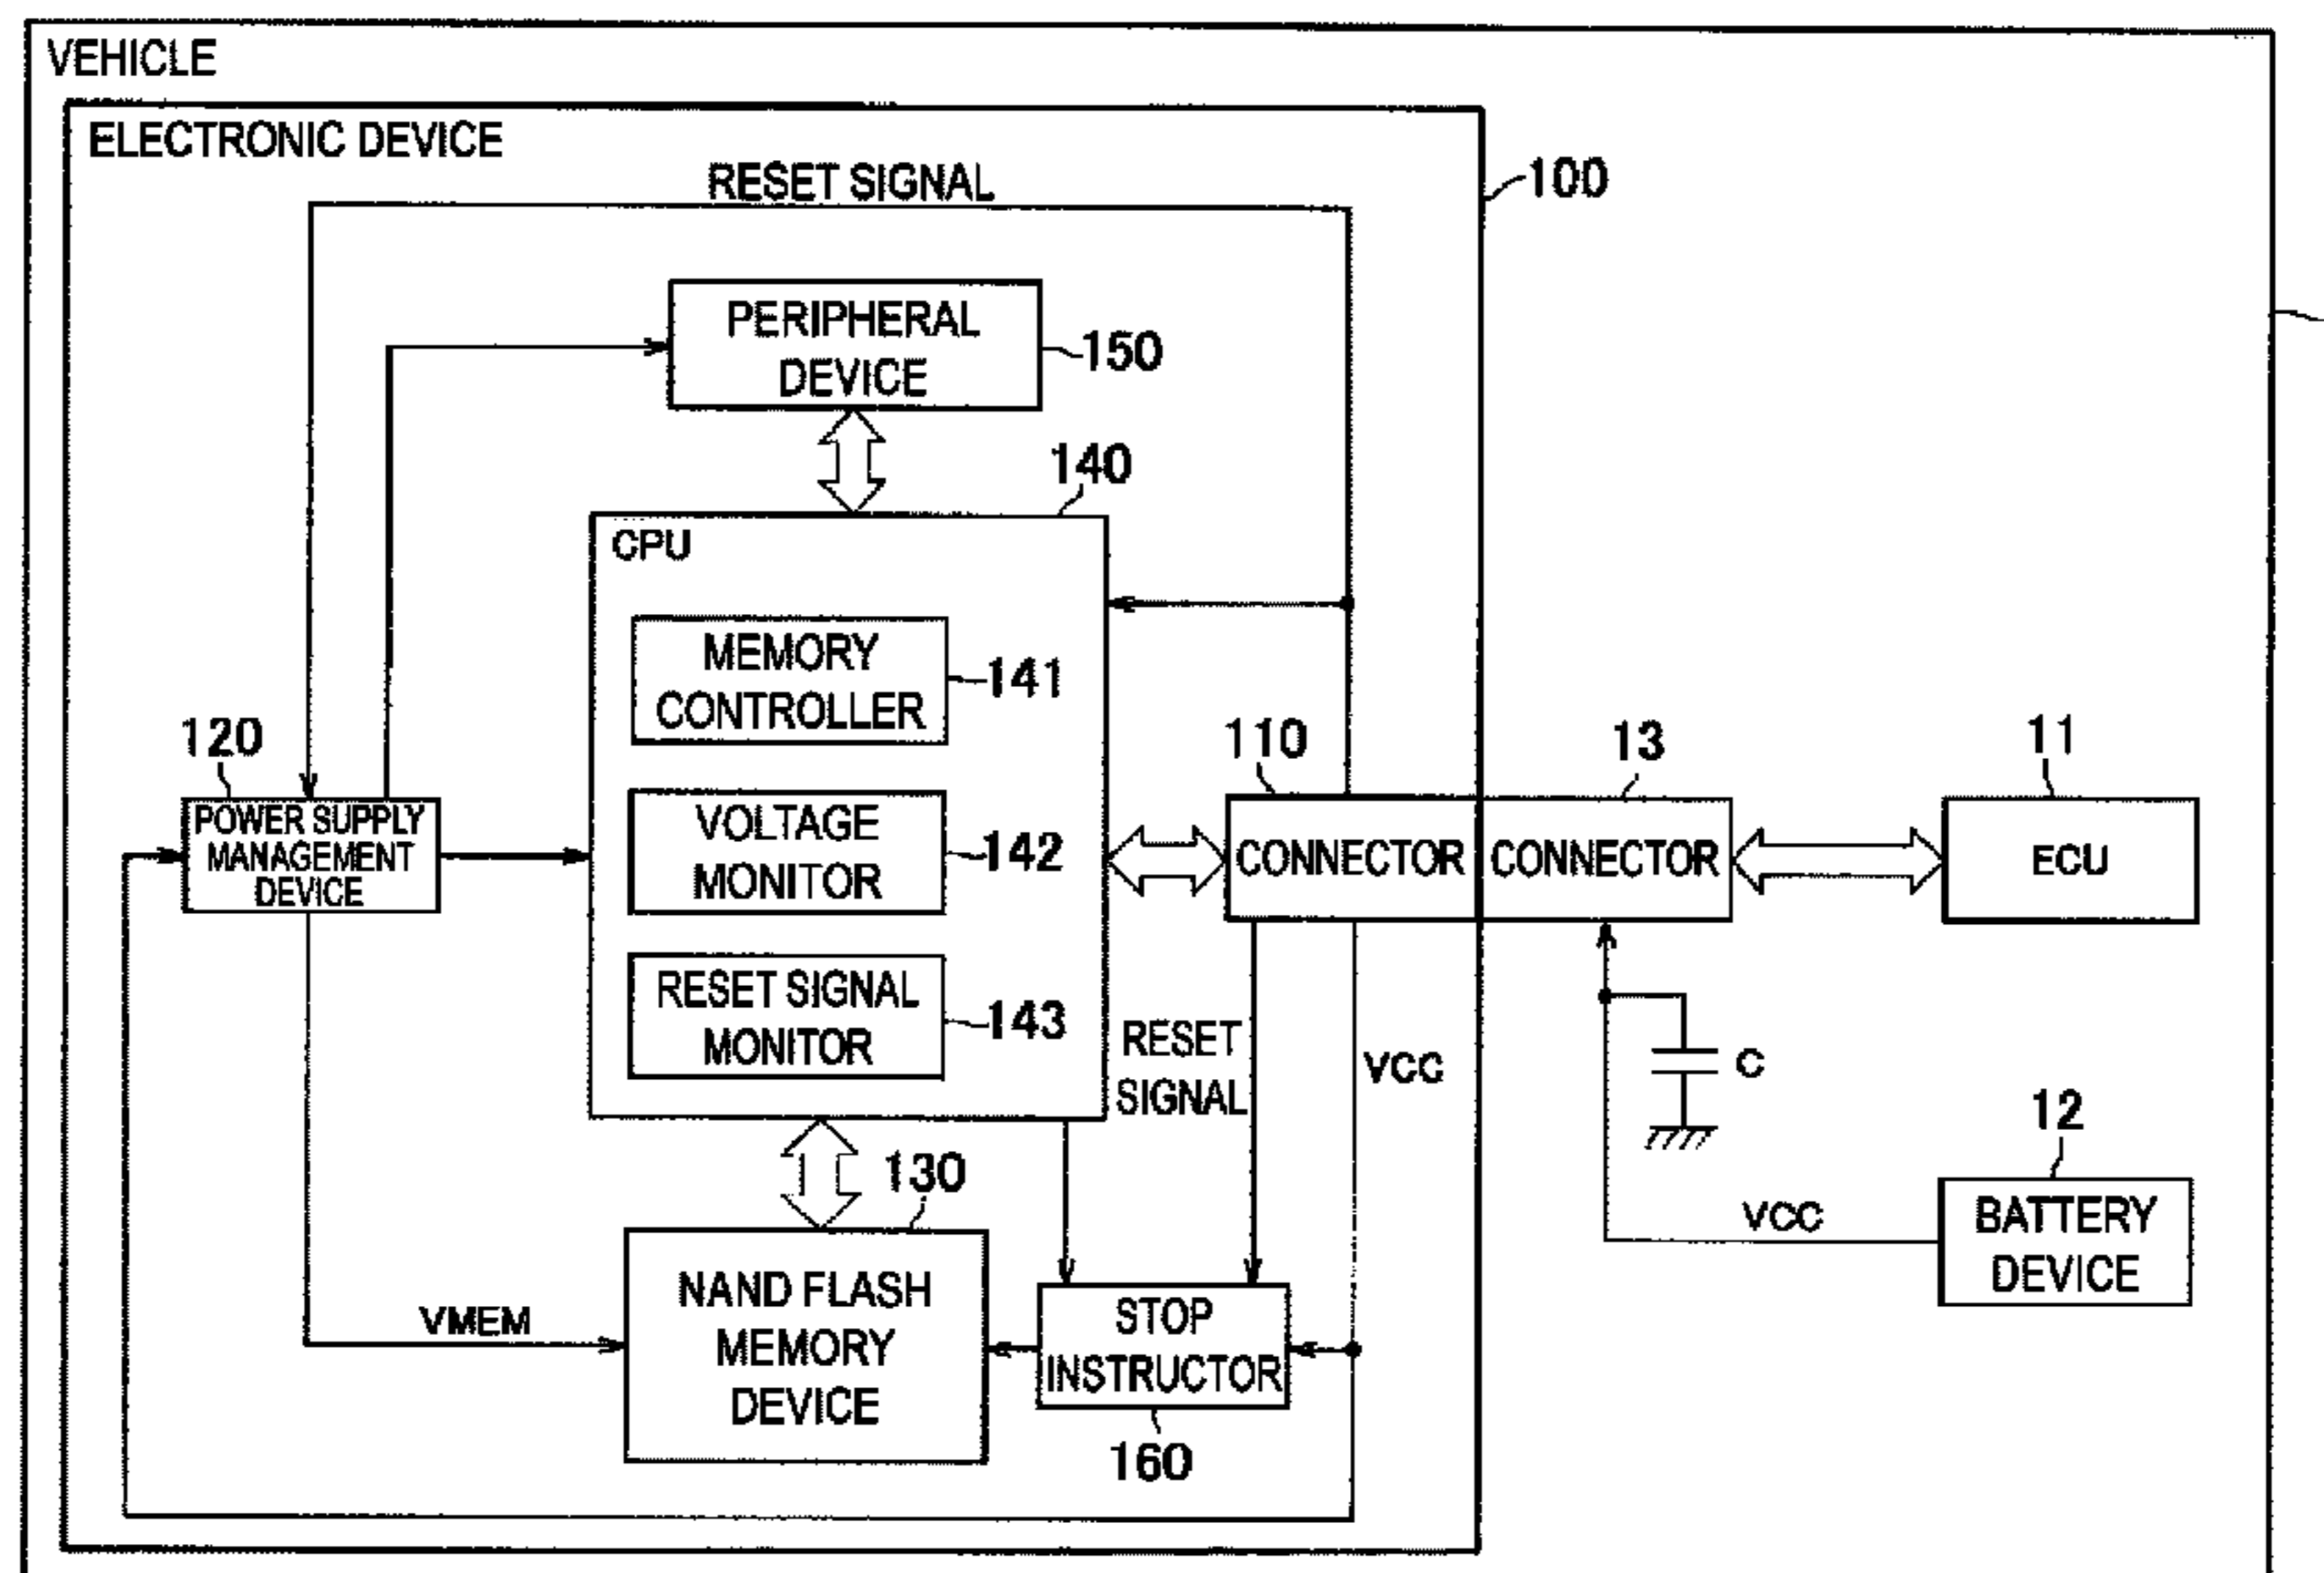 VEHICLE
ELECTRONIC DEVICE
RESET SIGNAL
100
PERIPHERAL
DEVICE
150
140
CPU
MEMORY
CONTROLLER
141
120
POWER SUPPLY
MANAGEMENT
DEVICE
VOLTAGE
MONITOR
142
RESET SIGNAL
MONITOR
143
110
CONNECTOR
13
CONNECTOR
11
ECU
RESET
SIGNAL
VCC
C
12
BATTERY
DEVICE
VCC
130
NAND FLASH
MEMORY
DEVICE
VMEM
STOP
INSTRUCTOR
160